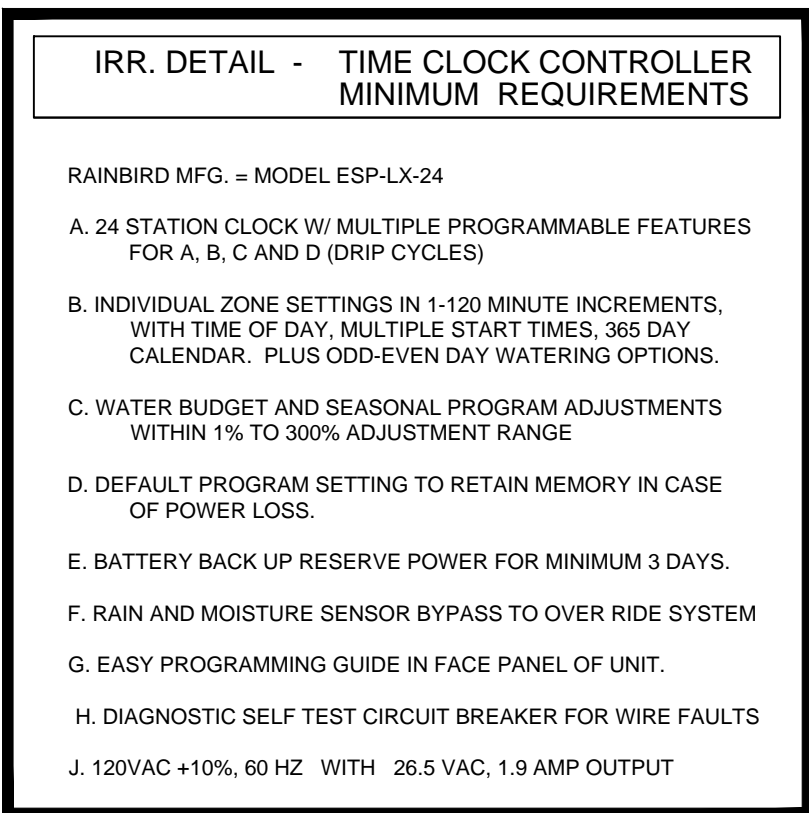 IRR. DETAIL - TIME CLOCK CONTROLLER
MINIMUM REQUIREMENTS
RAINBIRD MFG. = MODEL ESP-LX-24
A. 24 STATION CLOCK W/ MULTIPLE PROGRAMMABLE FEATURES
FOR A, B, C AND D (DRIP CYCLES)
B. INDIVIDUAL ZONE SETTINGS IN 1-120 MINUTE INCREMENTS,
WITH TIME OF DAY, MULTIPLE START TIMES, 365 DAY
CALENDAR. PLUS ODD-EVEN DAY WATERING OPTIONS.
C. WATER BUDGET AND SEASONAL PROGRAM ADJUSTMENTS
WITHIN 1% TO 300% ADJUSTMENT RANGE
D. DEFAULT PROGRAM SETTING TO RETAIN MEMORY IN CASE
OF POWER LOSS.
E. BATTERY BACK UP RESERVE POWER FOR MINIMUM 3 DAYS.
F. RAIN AND MOISTURE SENSOR BYPASS TO OVER RIDE SYSTEM
G. EASY PROGRAMMING GUIDE IN FACE PANEL OF UNIT.
H. DIAGNOSTIC SELF TEST CIRCUIT BREAKER FOR WIRE FAULTS
J. 120VAC +10%, 60 HZ WITH 26.5 VAC, 1.9 AMP OUTPUT